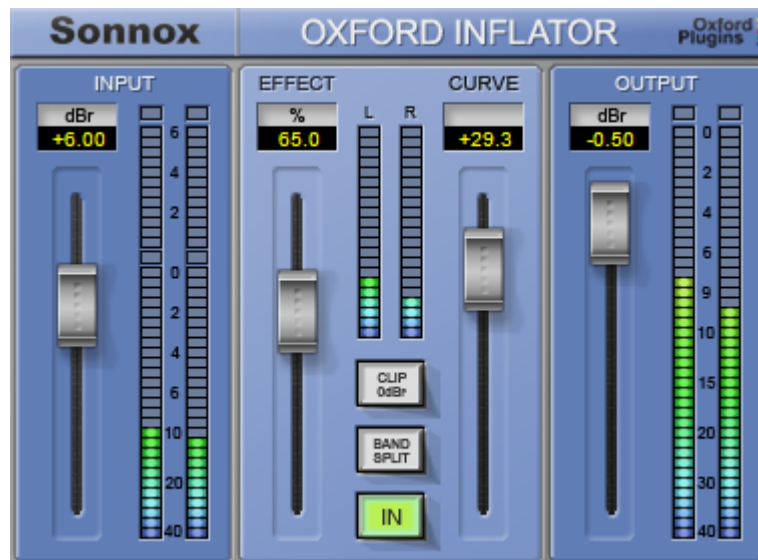 Sonnox
OXFORD INFLATOR
Oxford
Plugins
INPUT
dBr
+6.00
6
4
2
0
2
4
6
10
20
40
EFFECT
%
65.0
L
R
CURVE
+29.3
CLIP
0dBr
BAND
SPLIT
IN
OUTPUT
dBr
-0.50
0
2
4
6
9
10
15
20
30
40